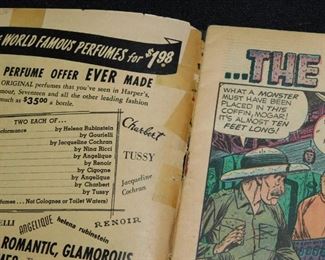 WORLD FAMOUS PERFUMES for $1.98
PERFUME OFFER EVER MADE
ORIGINAL perfumes that you've seen in Harper's,
mour, Seventeen and all the other leading fashion
much as $35.00 a bottle.
TWO EACH OF...
by Helena Rubinstein
by Gourielli
by Jacqueline Cochran
by Nina Ricci
by Angelique
by Renoir
by Cigogne
by Angelique
by Charbert
by Tussy
fumes . . . Not Colognes or Toilet Waters)
Charbert
TUSSY
Jacqueline
Cochran
ELLI ANGELIQUE helena rubinstein RENOIR
ROMANTIC, GLAMOROUS
...THE
WHAT A MONSTER
MUST HAVE BEEN
PLACED IN THIS
COFFIN, MOGAR!
IT'S ALMOST TEN
FEET LONG!